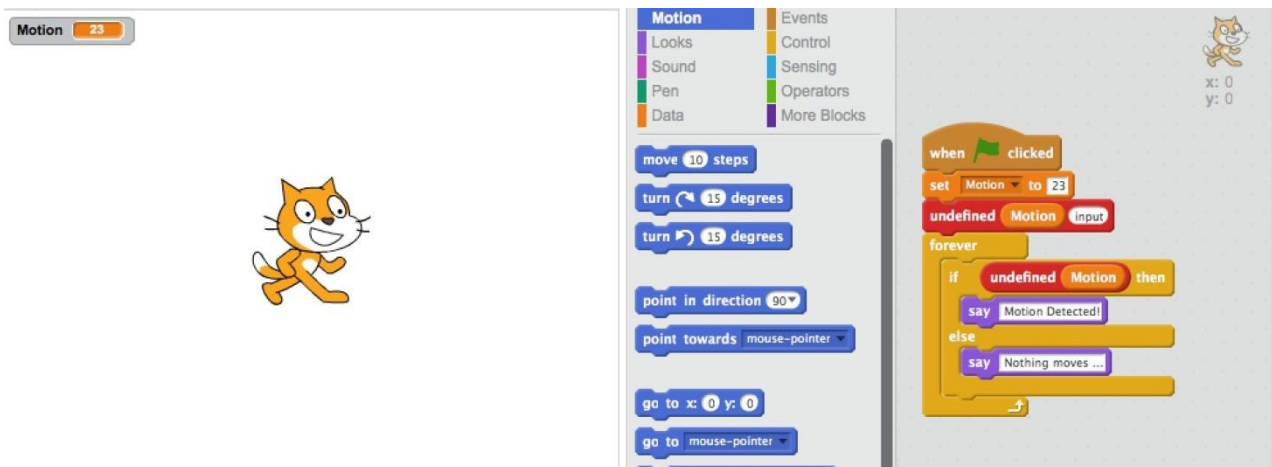 Motion 23
Motion
Looks
Sound
Pen
Data
Events
Control
Sensing
Operators
More Blocks
move 10 steps
turn 15 degrees
turn 15 degrees
point in direction 90
point towards mouse-pointer
go to x: 0 y: 0
go to mouse-pointer
x: 0
y: 0
when clicked
set Motion to 23
undefined Motion input
forever
if undefined Motion then
say Motion Detected!
else
say Nothing moves ...